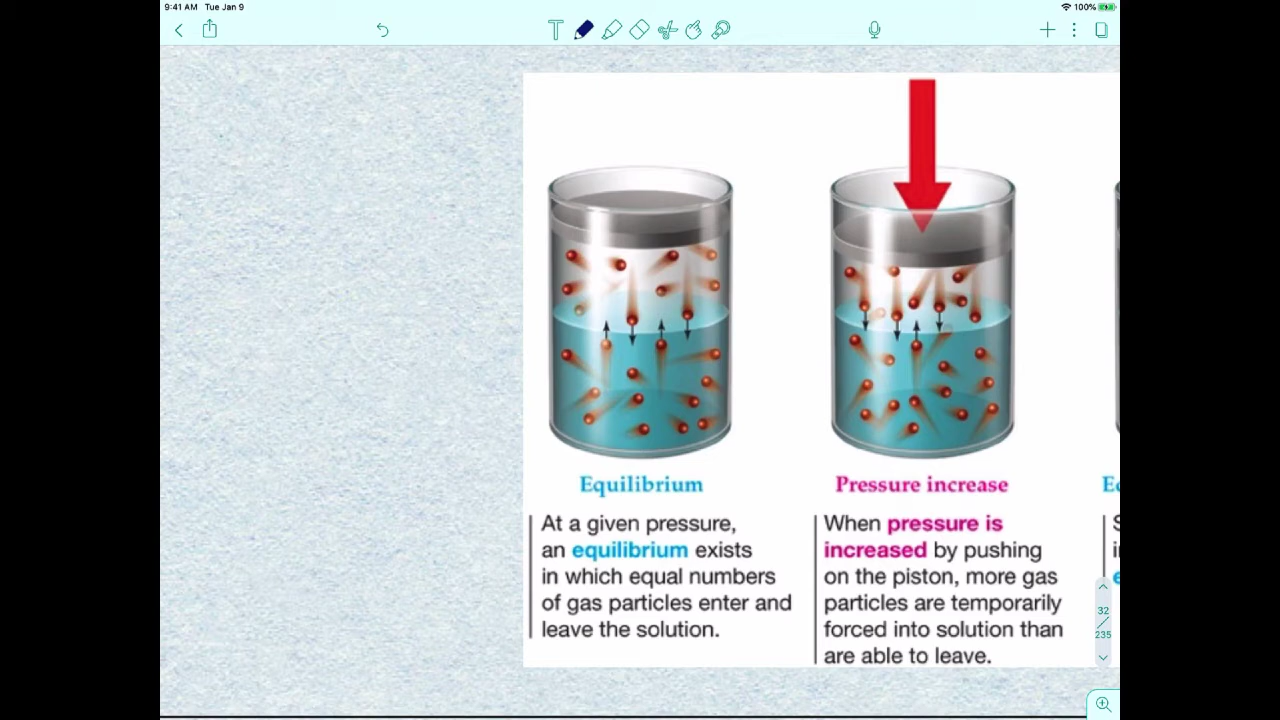 9:41 AM Tue Jan 9
100%
T
Equilibrium
At a given pressure,
an equilibrium exists
in which equal numbers
of gas particles enter and
leave the solution.
Pressure increase
When pressure is
increased by pushing
on the piston, more gas
particles are temporarily
forced into solution than
are able to leave.
32
235